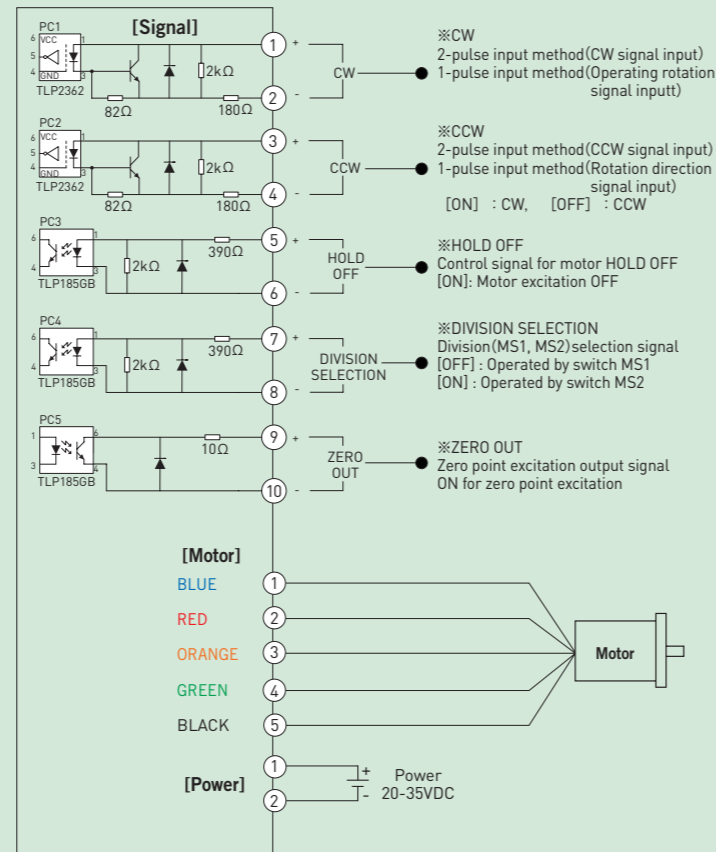 [Signal]
PC1
6
VCC
1
5
4
GND
3
TLP2362
82Ω
2kΩ
180Ω
1
+
2
-
CW
※CW
2-pulse input method(CW signal input)
1-pulse input method(Operating rotation
signal inputt)
PC2
6
VCC
1
5
4
GND
3
TLP2362
82Ω
2kΩ
180Ω
3
+
4
-
CCW
※CCW
2-pulse input method(CCW signal input)
1-pulse input method(Rotation direction
signal input)
[ON] : CW, [OFF] : CCW
PC3
6
1
4
3
TLP185GB
2kΩ
390Ω
5
+
6
-
HOLD
OFF
※HOLD OFF
Control signal for motor HOLD OFF
[ON]: Motor excitation OFF
PC4
6
1
4
3
TLP185GB
2kΩ
390Ω
7
+
8
-
DIVISION
SELECTION
※DIVISION SELECTION
Division(MS1, MS2)selection signal
[OFF] : Operated by switch MS1
[ON] : Operated by switch MS2
PC5
1
6
3
4
TLP185GB
10Ω
9
+
10
-
ZERO
OUT
※ZERO OUT
Zero point excitation output signal
ON for zero point excitation
[Motor]
BLUE
1
RED
2
ORANGE
3
GREEN
4
BLACK
5
Motor
[Power]
1
2
+
-
Power
20-35VDC